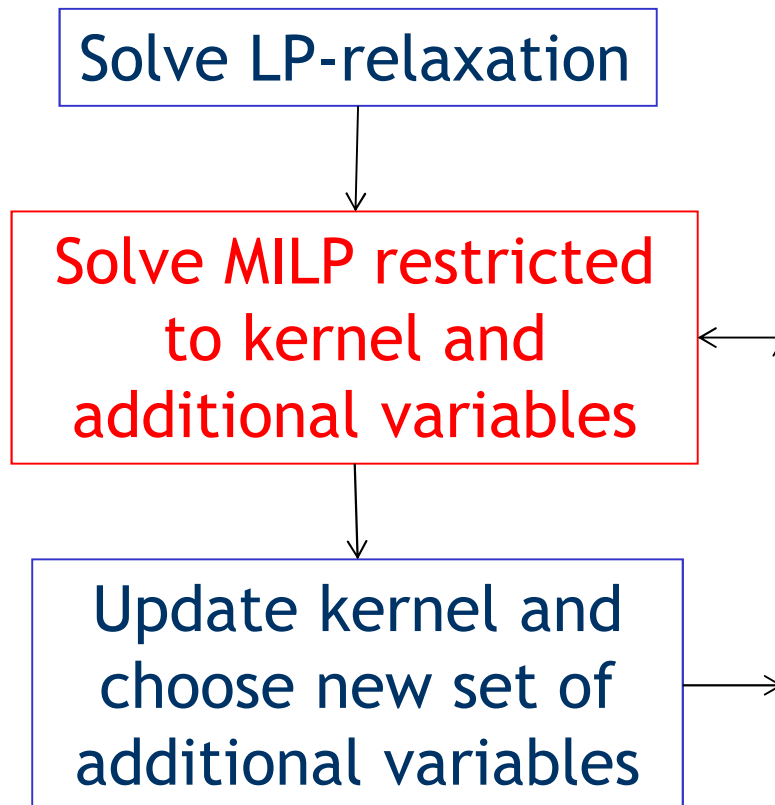 Solve LP-relaxation
Solve MILP restricted
to kernel and
additional variables
Update kernel and
choose new set of
additional variables